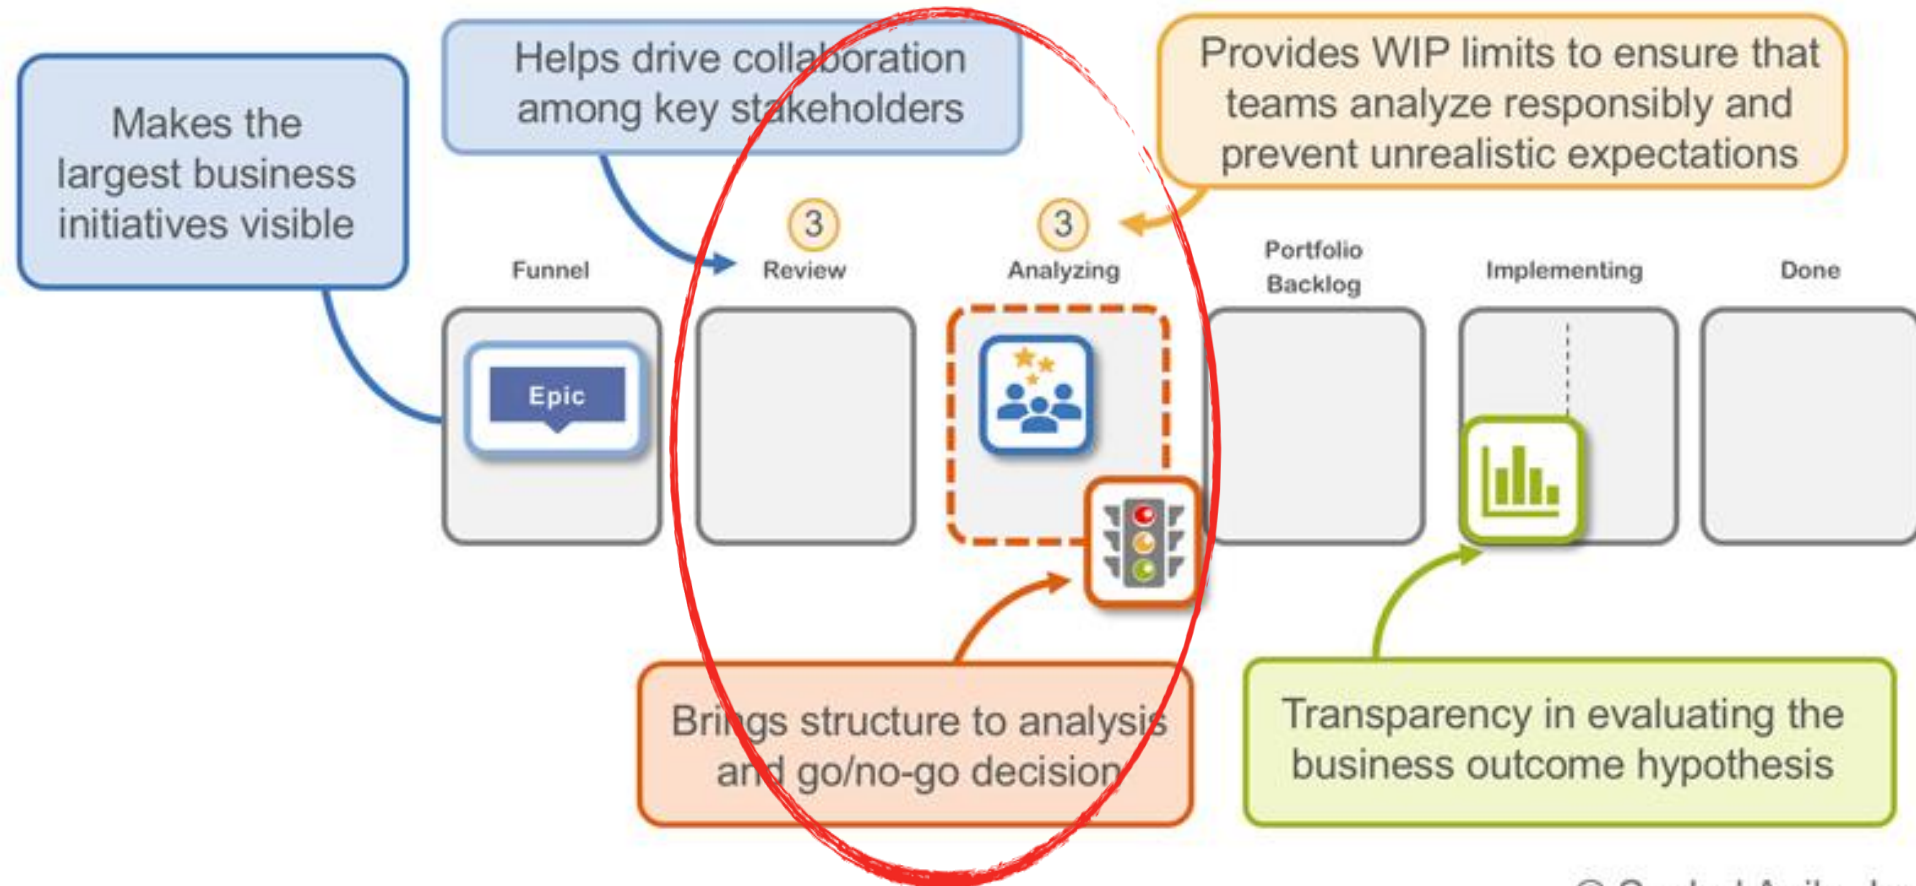 Makes the
largest business
initiatives visible
Helps drive collaboration
among key stakeholders
Provides WIP limits to ensure that
teams analyze responsibly and
prevent unrealistic expectations
3
3
Funnel
Review
Analyzing
Portfolio
Backlog
Implementing
Done
Epic
Brings structure to analysis
and go/no-go decision
Transparency in evaluating the
business outcome hypothesis